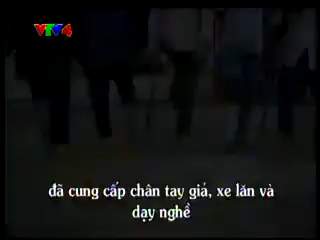 VTV4
đã cung cấp chân tay giả, xe lăn và
dạy nghề